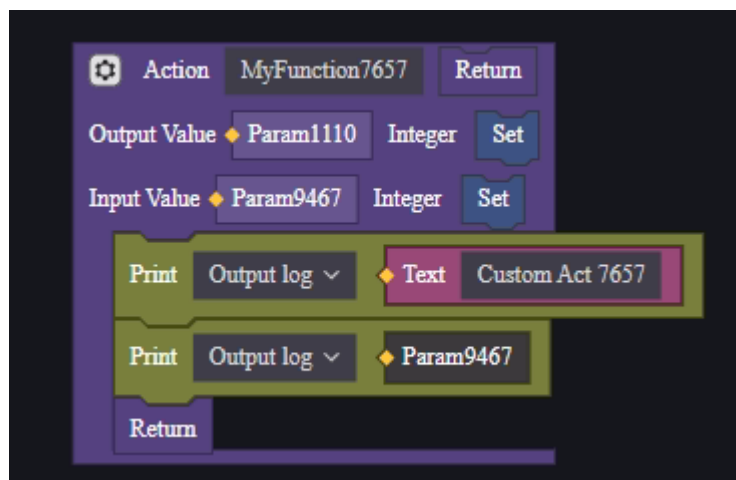 Action MyFunction7657 Return
Output Value Param1110 Integer Set
Input Value Param9467 Integer Set
Print Output log Text Custom Act 7657
Print Output log Param9467
Return